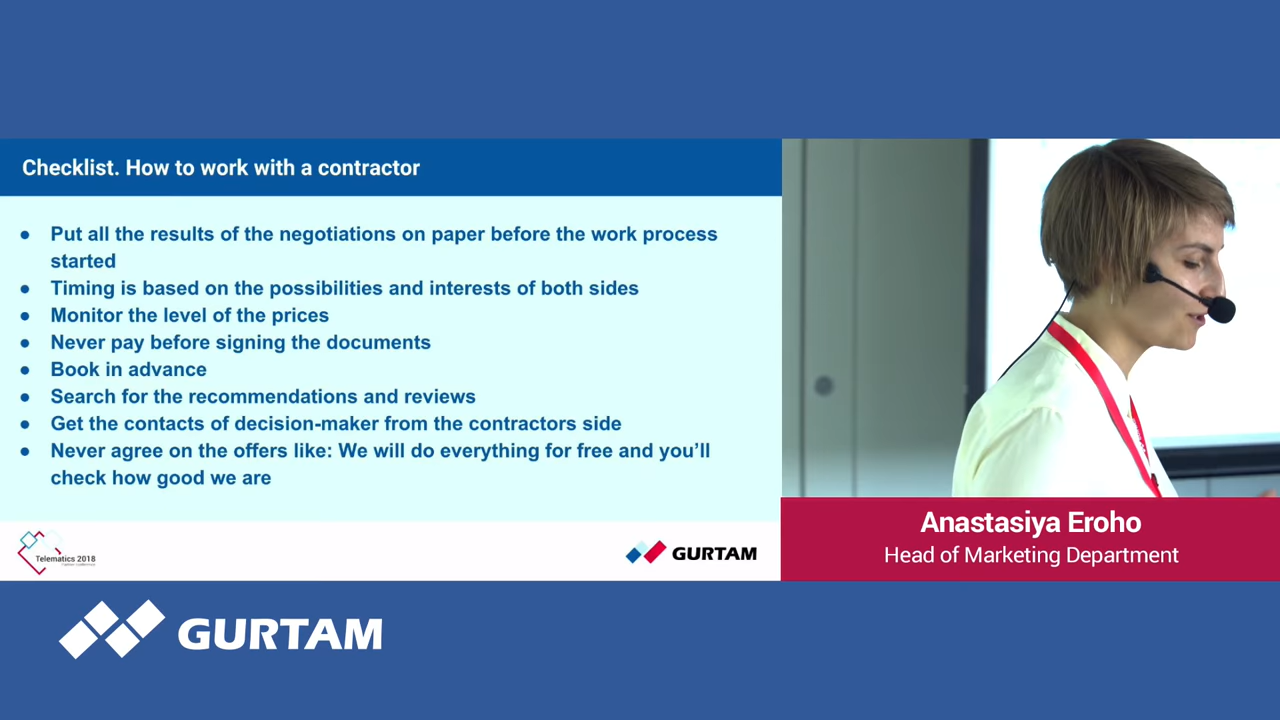 Checklist. How to work with a contractor
● Put all the results of the negotiations on paper before the work process
started
● Timing is based on the possibilities and interests of both sides
● Monitor the level of the prices
● Never pay before signing the documents
● Book in advance
● Search for the recommendations and reviews
● Get the contacts of decision-maker from the contractors side
● Never agree on the offers like: We will do everything for free and you’ll
check how good we are
Telematics 2018
GURTAM
Anastasiya Eroho
Head of Marketing Department
GURTAM